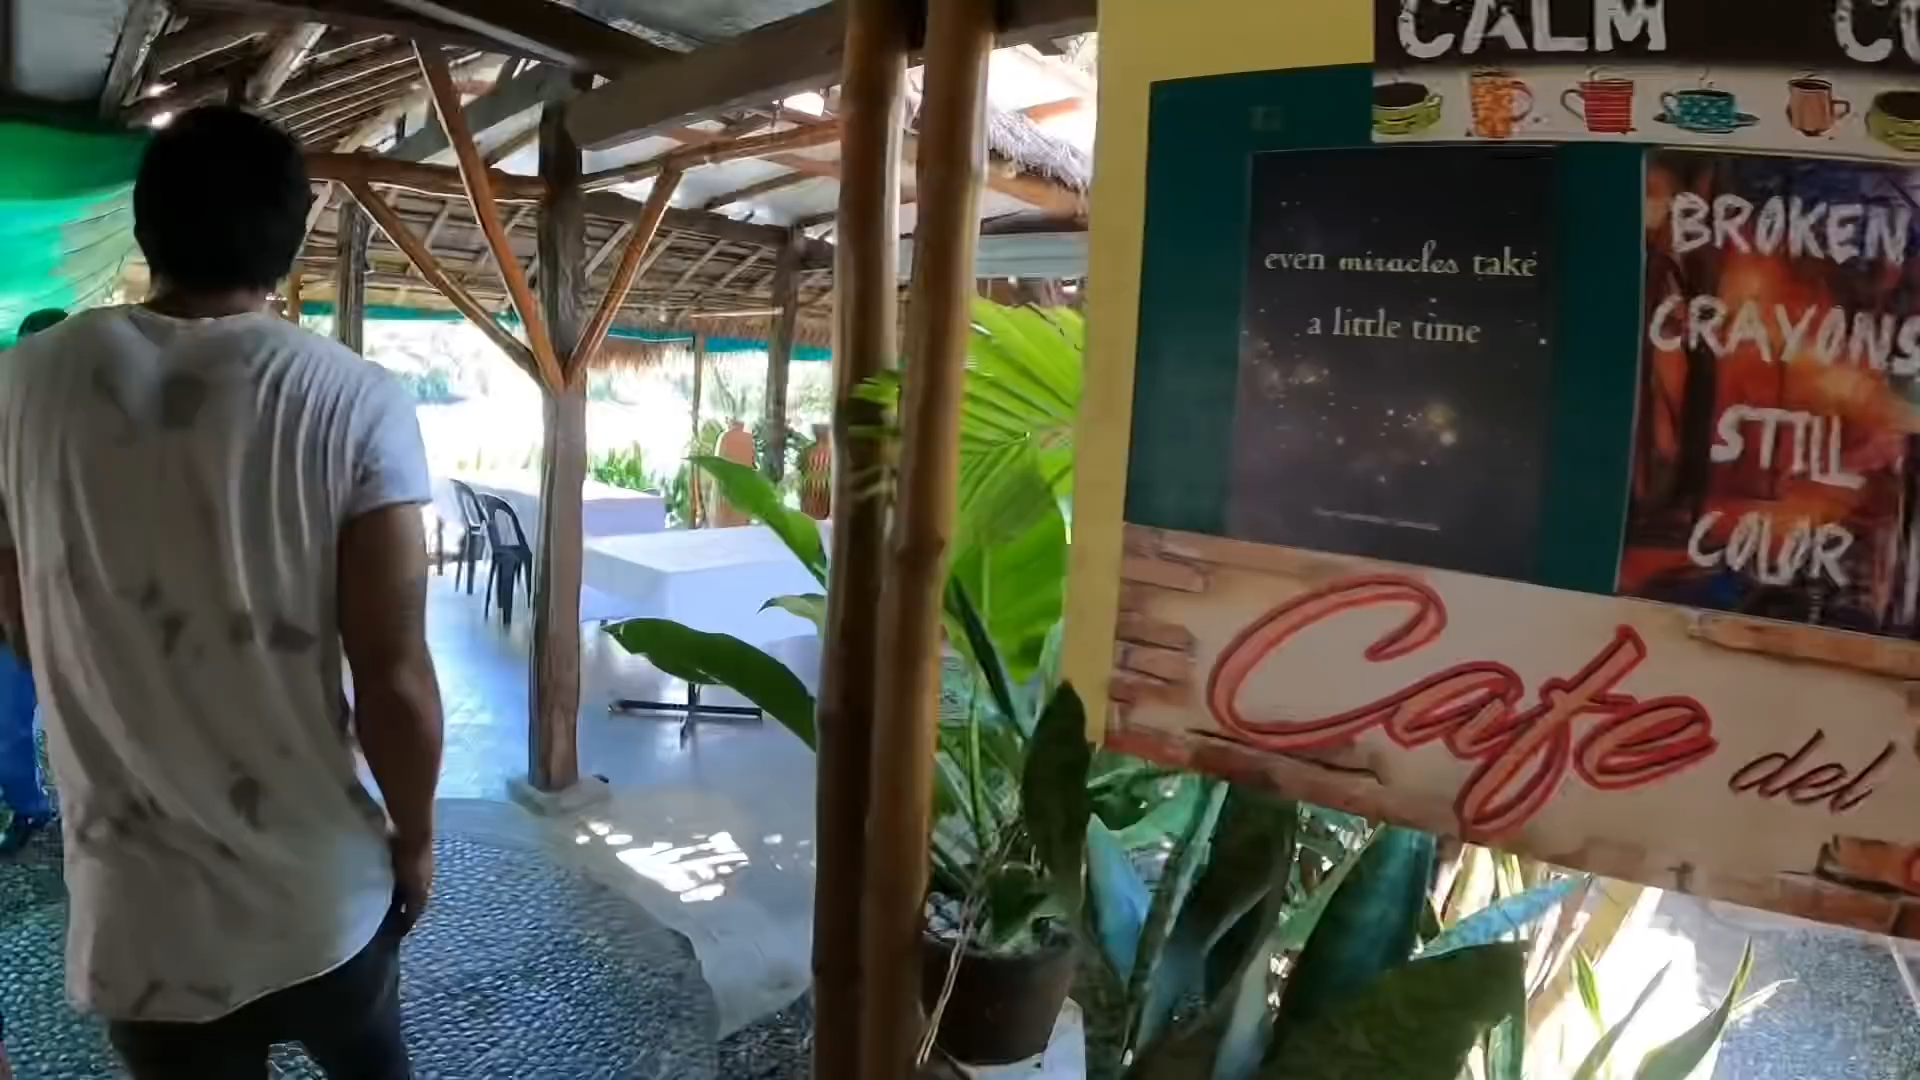 CALM
even miracles take
a little time
BROKEN
CRAYONS
STILL
COLOR
Cafe del